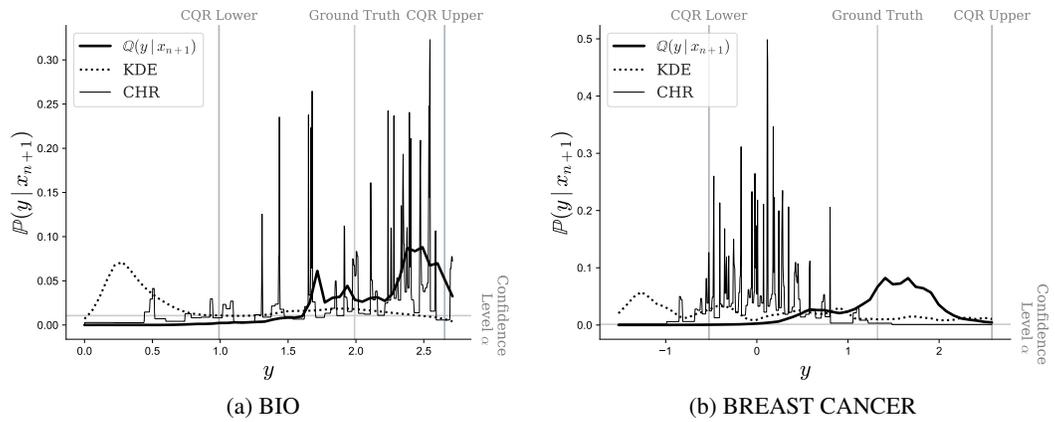 CQR Lower Ground Truth CQR Upper
ℚ(y | xₙ₊₁)
KDE
CHR
0.30
0.25
0.20
0.15
0.10
0.05
0.00
ℙ(y | xₙ₊₁)
0.0 0.5 1.0 1.5 2.0 2.5
y
Confidence
Level α
(a) BIO
CQR Lower Ground Truth CQR Upper
ℚ(y | xₙ₊₁)
KDE
CHR
0.5
0.4
0.3
0.2
0.1
0.0
ℙ(y | xₙ₊₁)
−1 0 1 2
y
Confidence
Level α
(b) BREAST CANCER